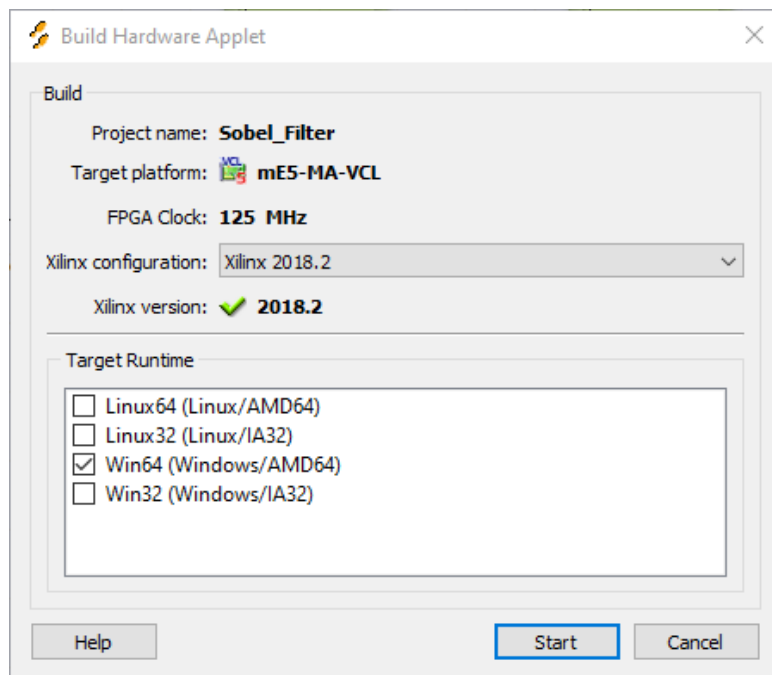 Build Hardware Applet
Build
Project name: Sobel_Filter
Target platform: mE5-MA-VCL
FPGA Clock: 125 MHz
Xilinx configuration: Xilinx 2018.2
Xilinx version: 2018.2
Target Runtime
Linux64 (Linux/AMD64)
Linux32 (Linux/IA32)
Win64 (Windows/AMD64)
Win32 (Windows/IA32)
Help Start Cancel